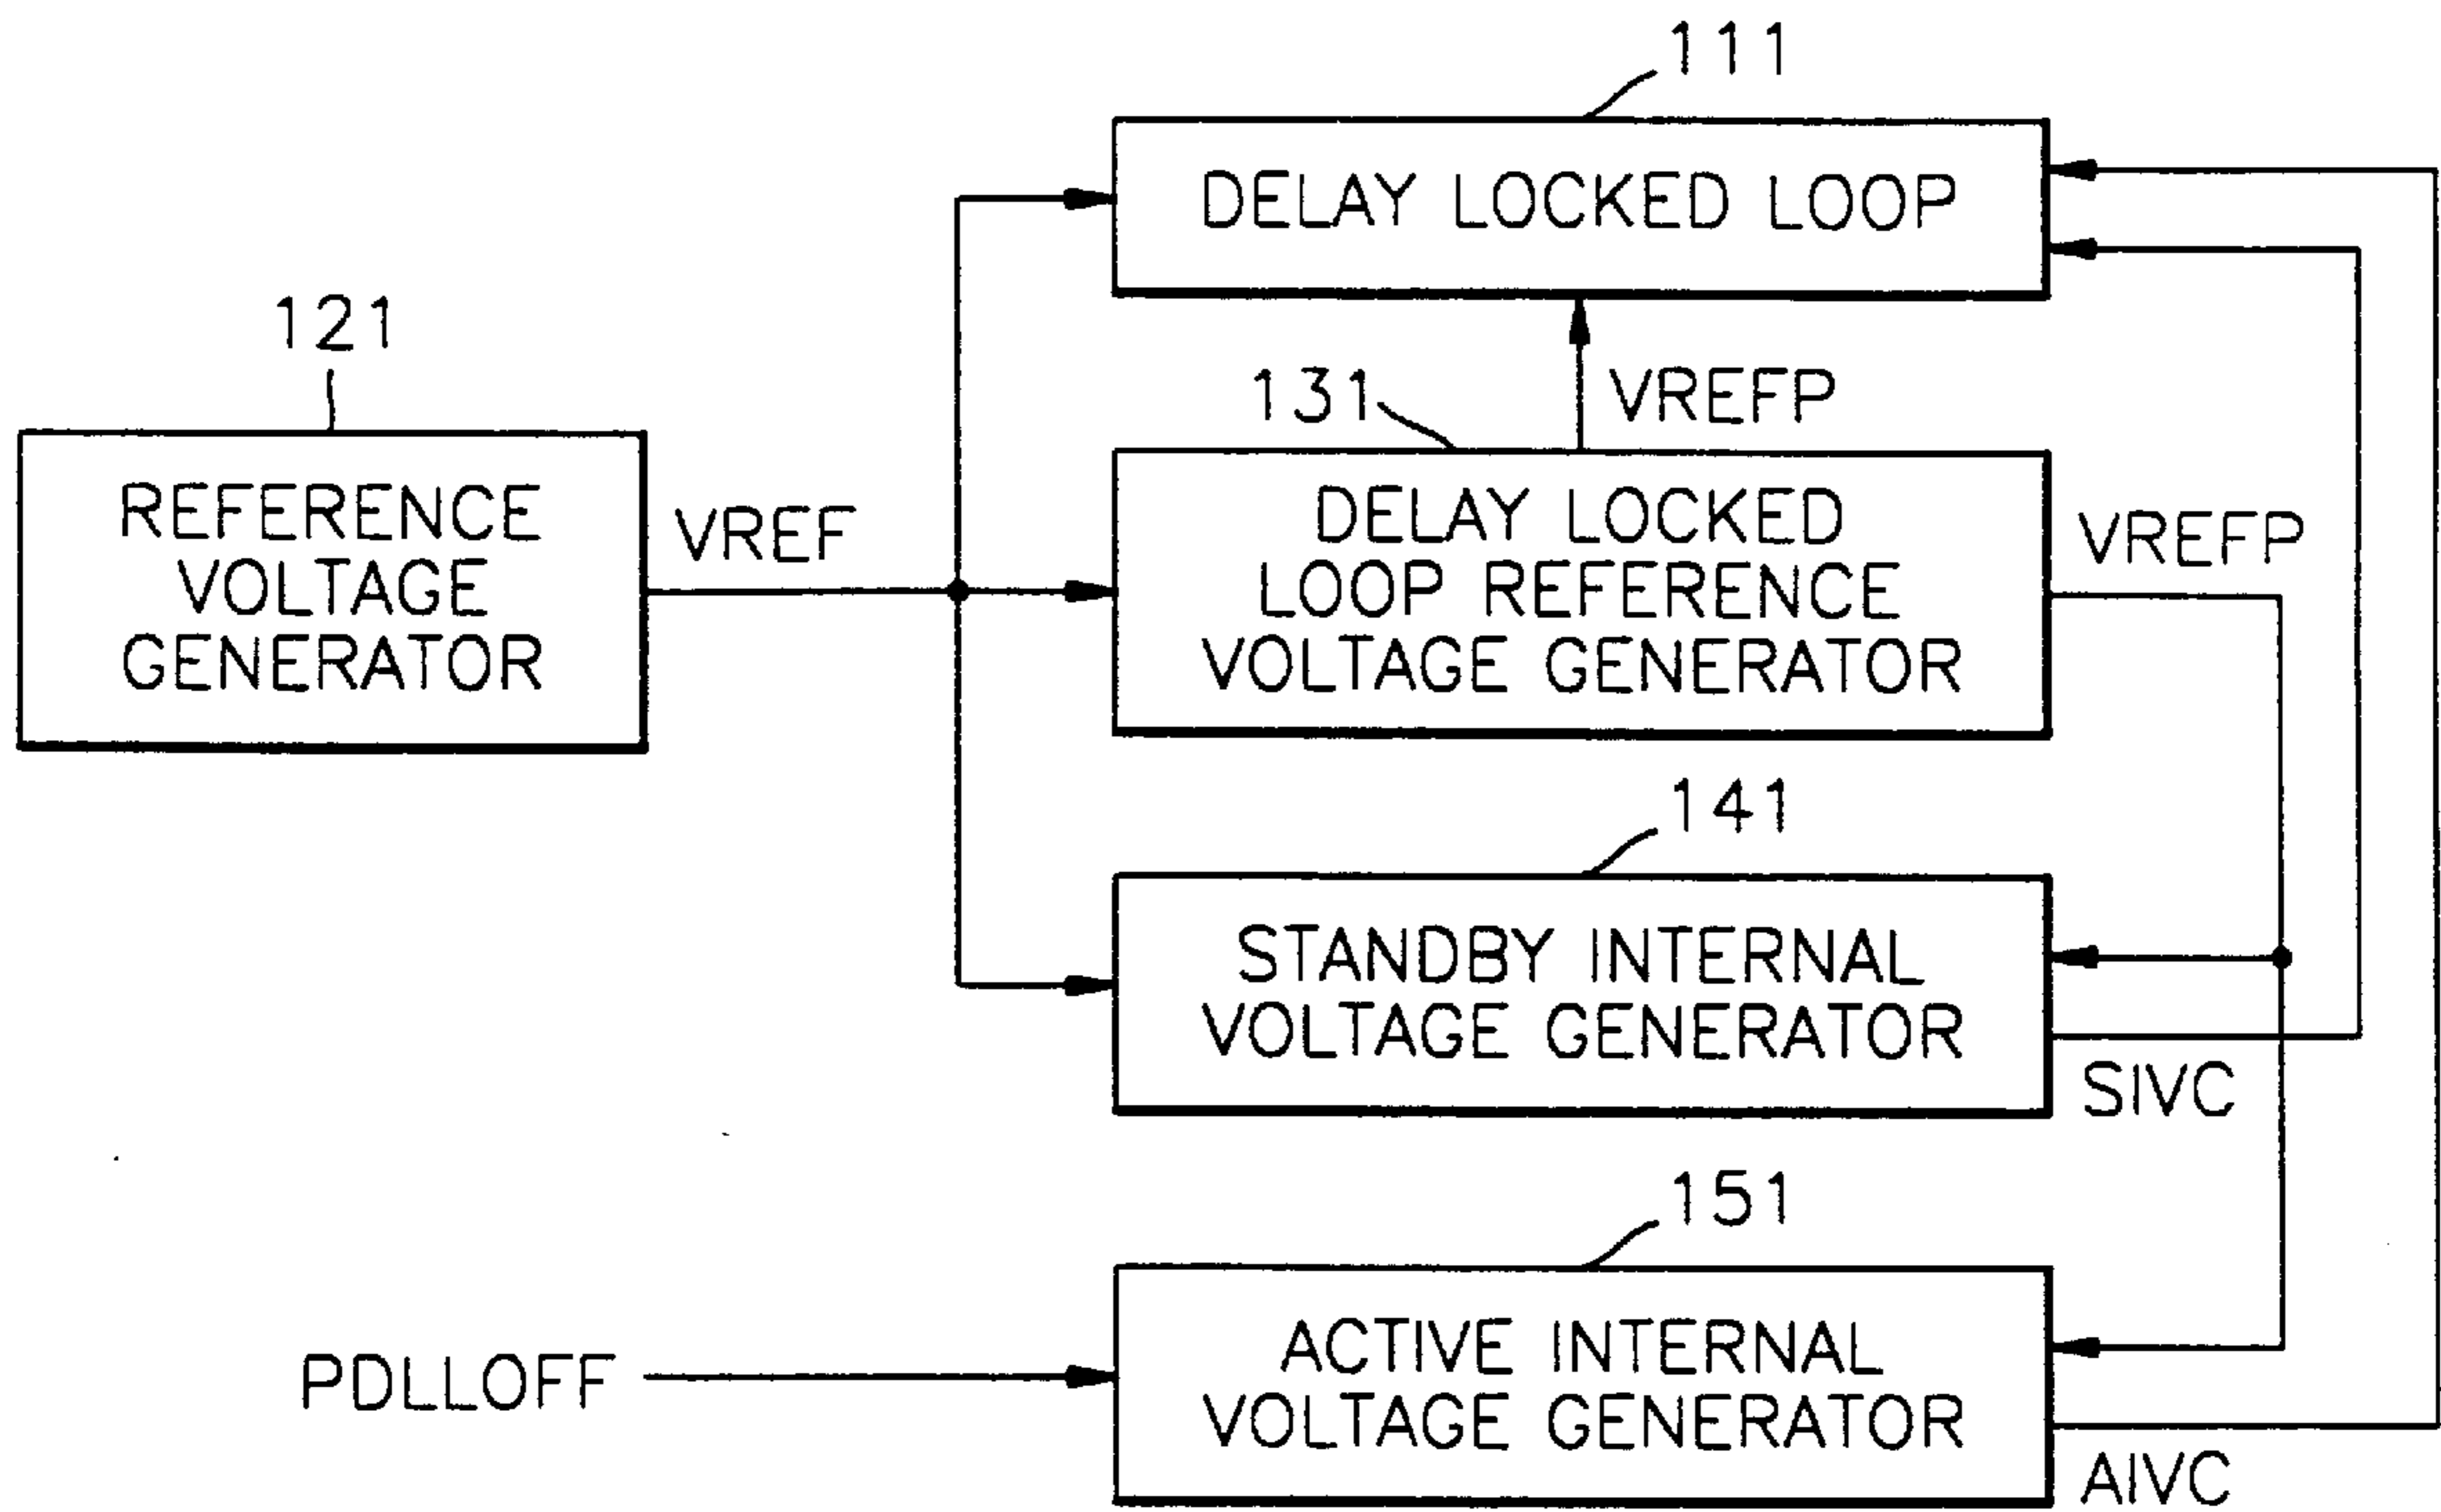 111
DELAY LOCKED LOOP
121
131
VREFP
REFERENCE
VOLTAGE
GENERATOR
VREF
DELAY LOCKED
LOOP REFERENCE
VOLTAGE GENERATOR
VREFP
141
STANDBY INTERNAL
VOLTAGE GENERATOR
SIVC
151
PDLLOFF
ACTIVE INTERNAL
VOLTAGE GENERATOR
AIVC